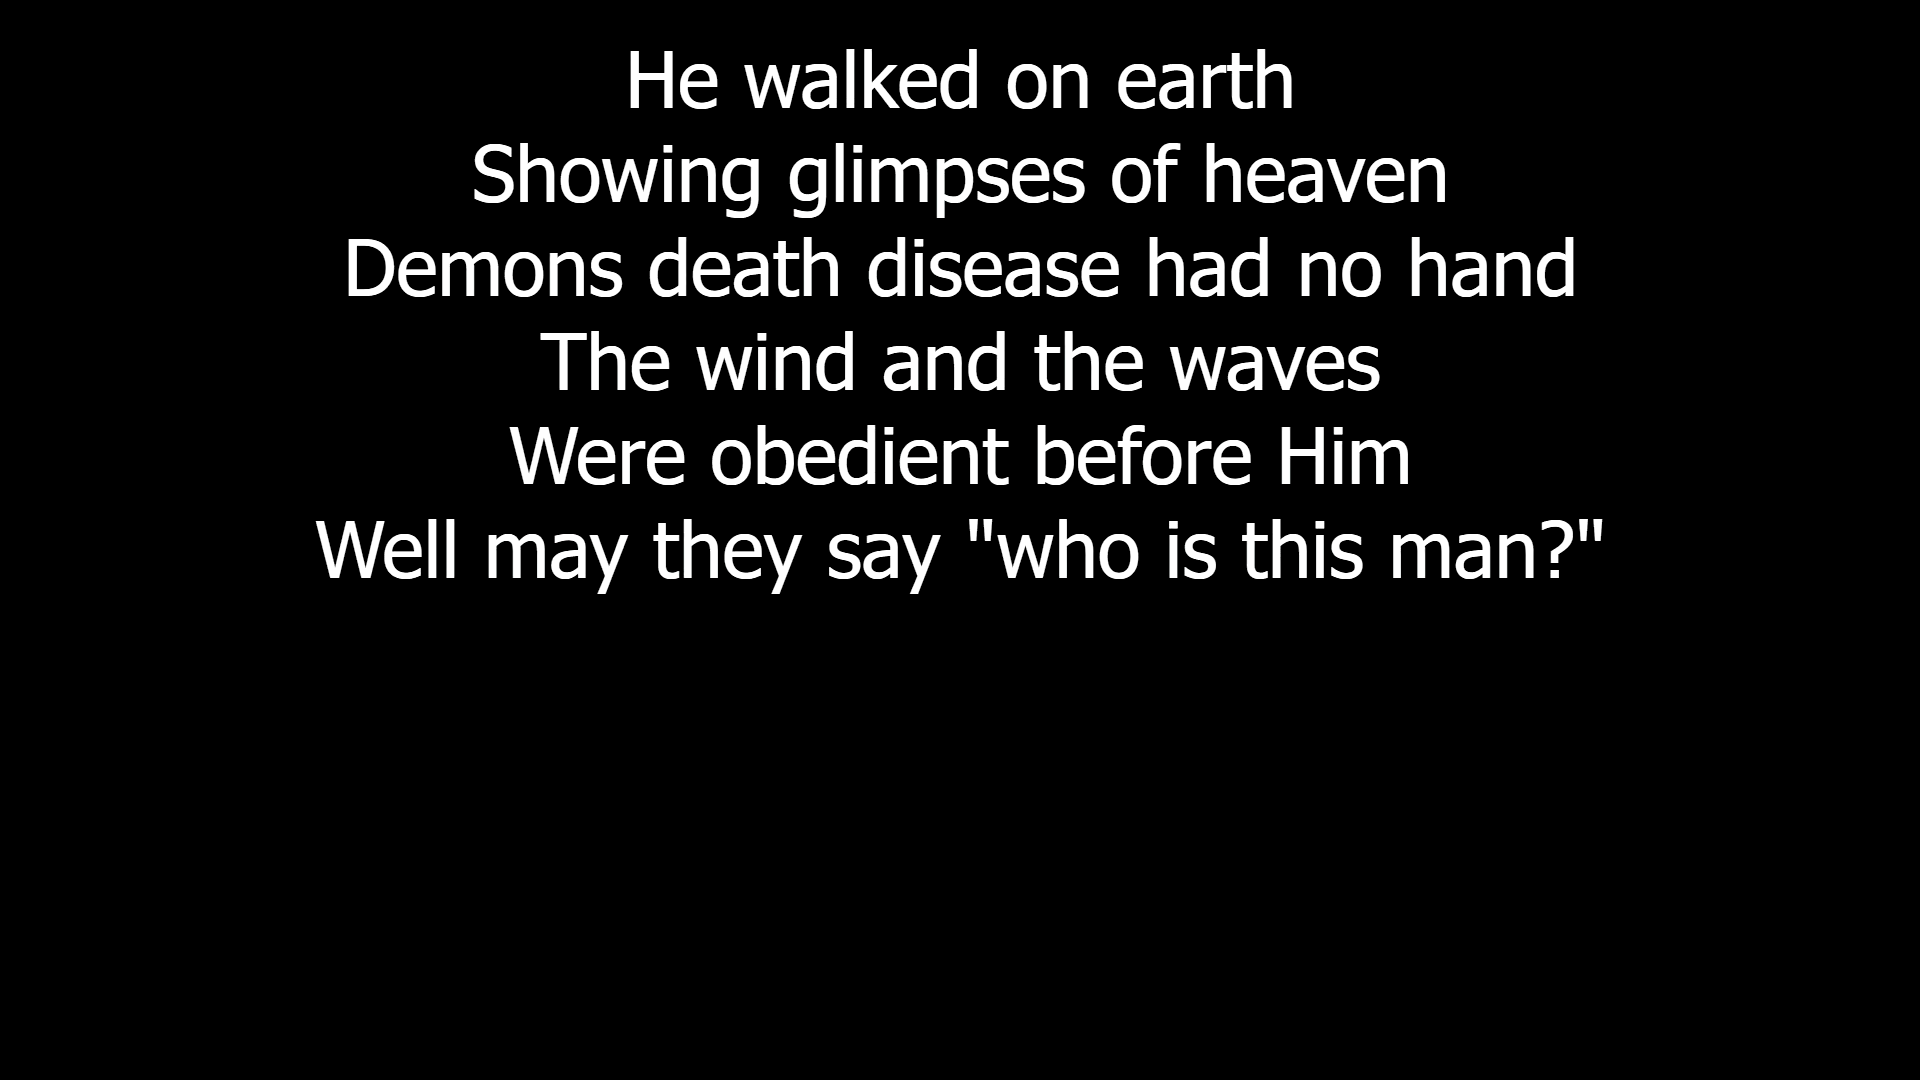 He walked on earth
Showing glimpses of heaven
Demons death disease had no hand
The wind and the waves
Were obedient before Him
Well may they say "who is this man?"